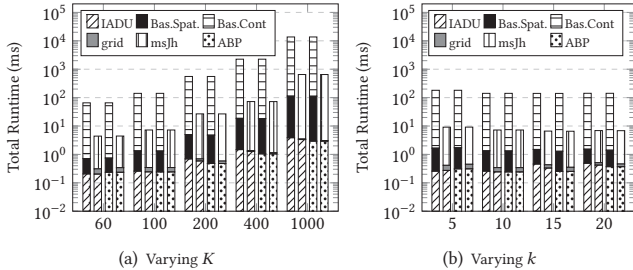 Total Runtime (ms)
10^5
10^4
10^3
10^2
10^1
10^0
10^−1
10^−2
IADU Bas.Spat. Bas.Cont
grid msJh ABP
60 100 200 400 1000
(a) Varying K
Total Runtime (ms)
10^5
10^4
10^3
10^2
10^1
10^0
10^−1
10^−2
IADU Bas.Spat. Bas.Cont
grid msJh ABP
5 10 15 20
(b) Varying k